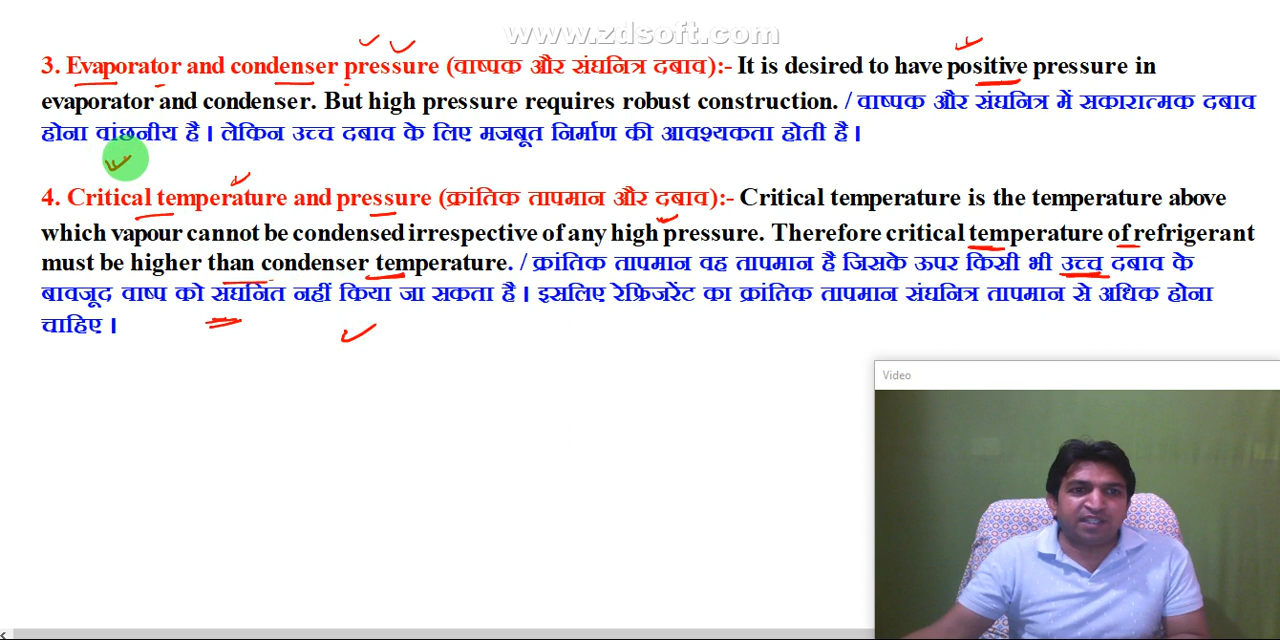 www.zdsoft.com
3. Evaporator and condenser pressure (वाष्पक और संघनित्र दबाव):- It is desired to have positive pressure in
evaporator and condenser. But high pressure requires robust construction. / वाष्पक और संघनित्र में सकारात्मक दबाव
होना वांछनीय है। लेकिन उच्च दबाव के लिए मजबूत निर्माण की आवश्यकता होती है।
4. Critical temperature and pressure (क्रांतिक तापमान और दबाव):- Critical temperature is the temperature above
which vapour cannot be condensed irrespective of any high pressure. Therefore critical temperature of refrigerant
must be higher than condenser temperature. / क्रांतिक तापमान वह तापमान है जिसके ऊपर किसी भी उच्च दबाव के
बावजूद वाष्प को संघनित नहीं किया जा सकता है। इसलिए रेफ्रिजरेंट का क्रांतिक तापमान संघनित्र तापमान से अधिक होना
चाहिए।
Video